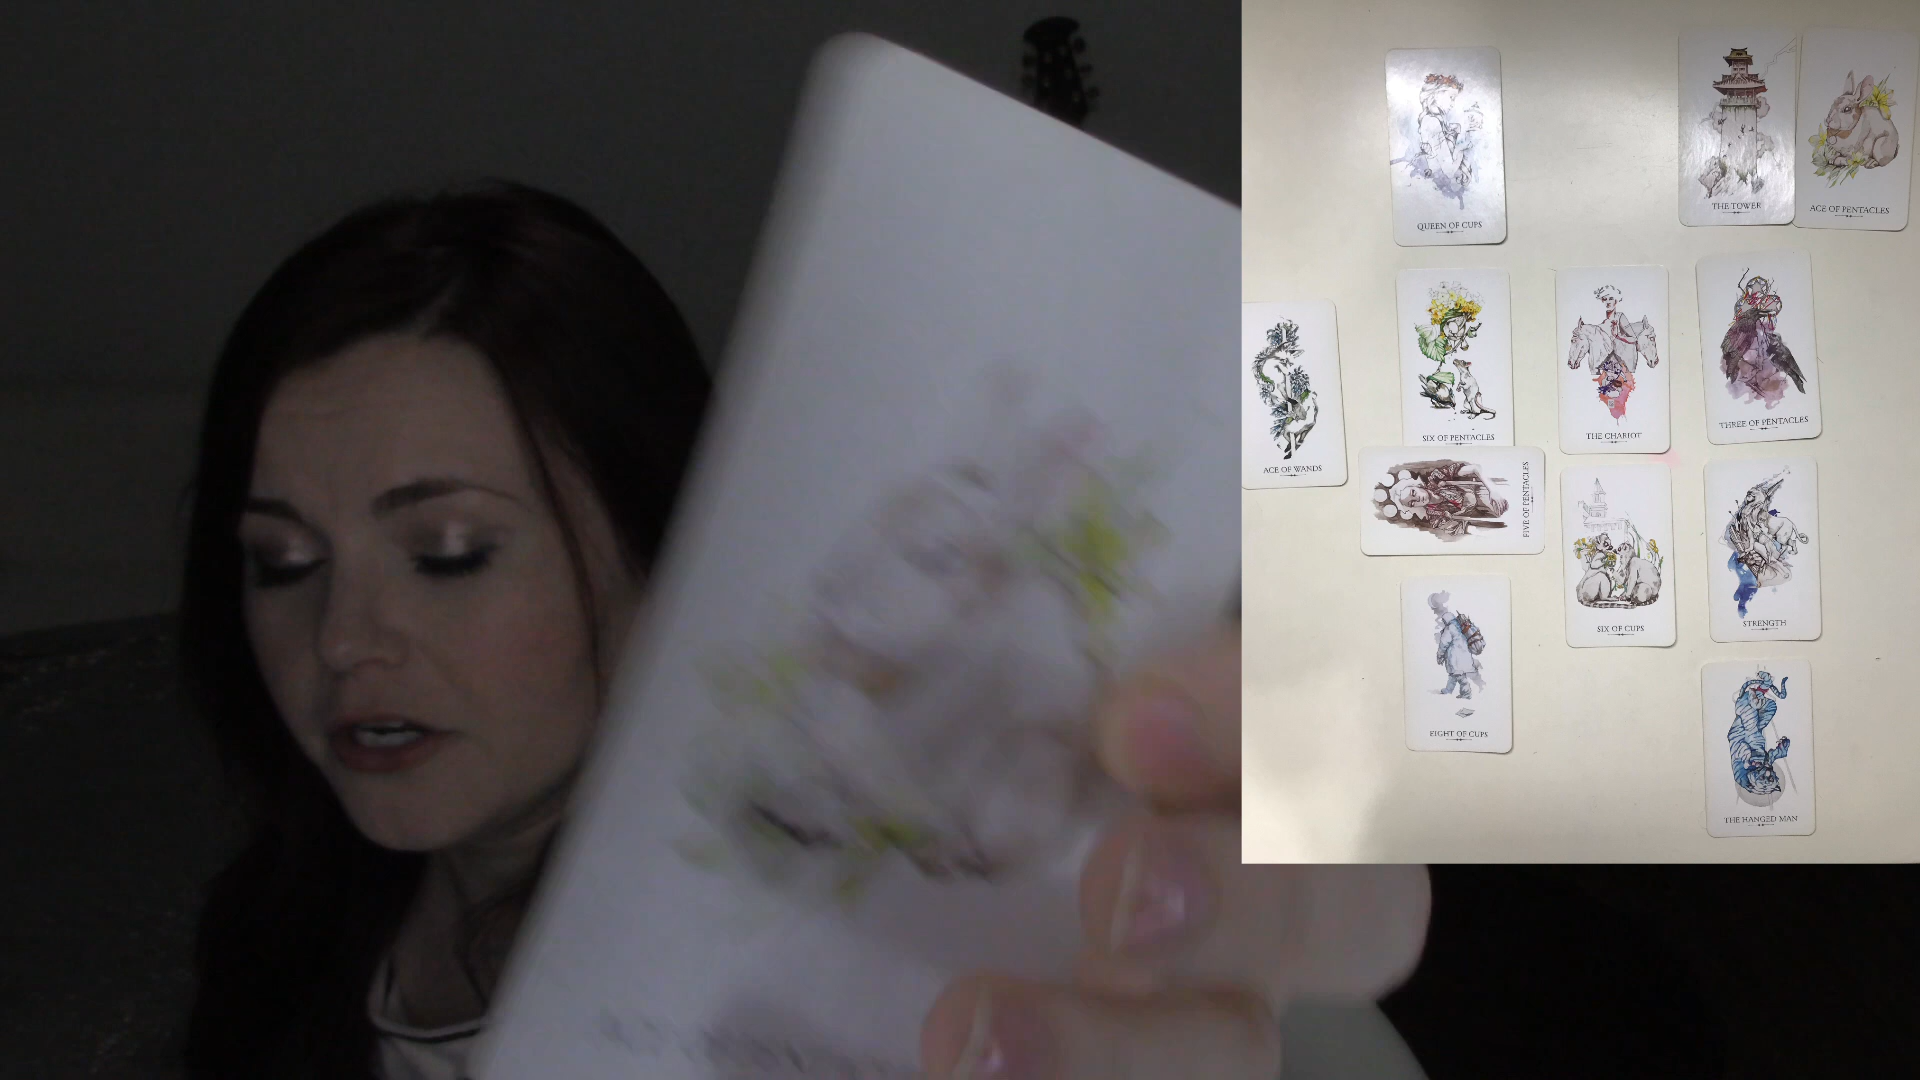 QUEEN OF CUPS
THE TOWER
ACE OF PENTACLES
ACE OF WANDS
SIX OF PENTACLES
THE CHARIOT
THREE OF PENTACLES
FIVE OF PENTACLES
SIX OF CUPS
STRENGTH
EIGHT OF CUPS
THE HANGED MAN